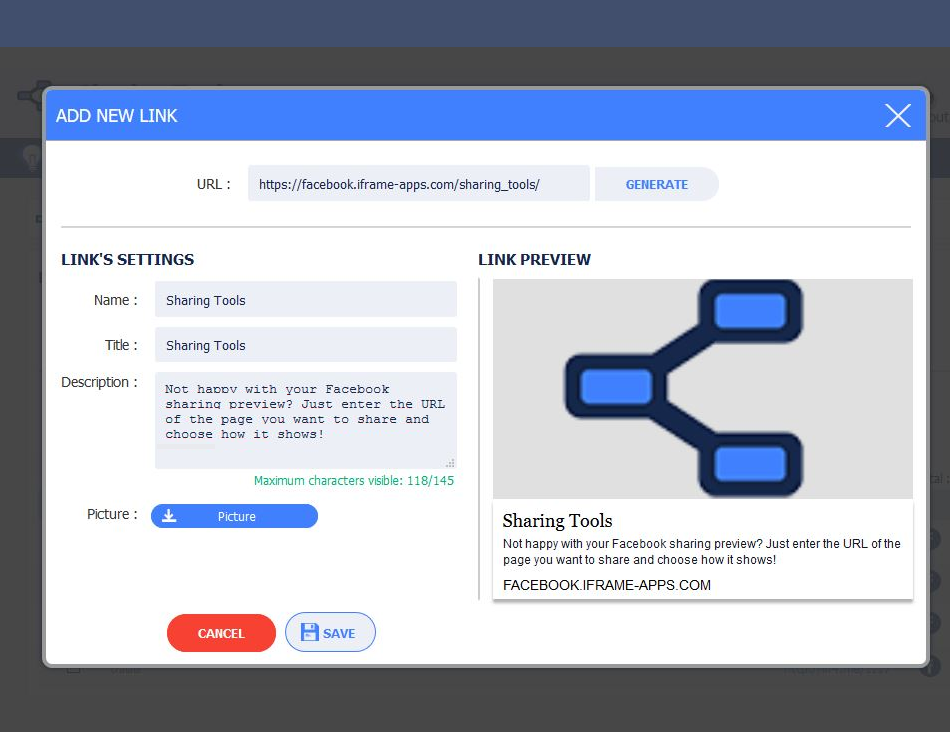 ADD NEW LINK
URL :
https://facebook.iframe-apps.com/sharing_tools/
GENERATE
LINK'S SETTINGS
Name :
Sharing Tools
Title :
Sharing Tools
Description :
Not happy with your Facebook
sharing preview? Just enter the URL
of the page you want to share and
choose how it shows!
Maximum characters visible: 118/145
Picture :
Picture
CANCEL
SAVE
LINK PREVIEW
Sharing Tools
Not happy with your Facebook sharing preview? Just enter the URL of the
page you want to share and choose how it shows!
FACEBOOK.IFRAME-APPS.COM